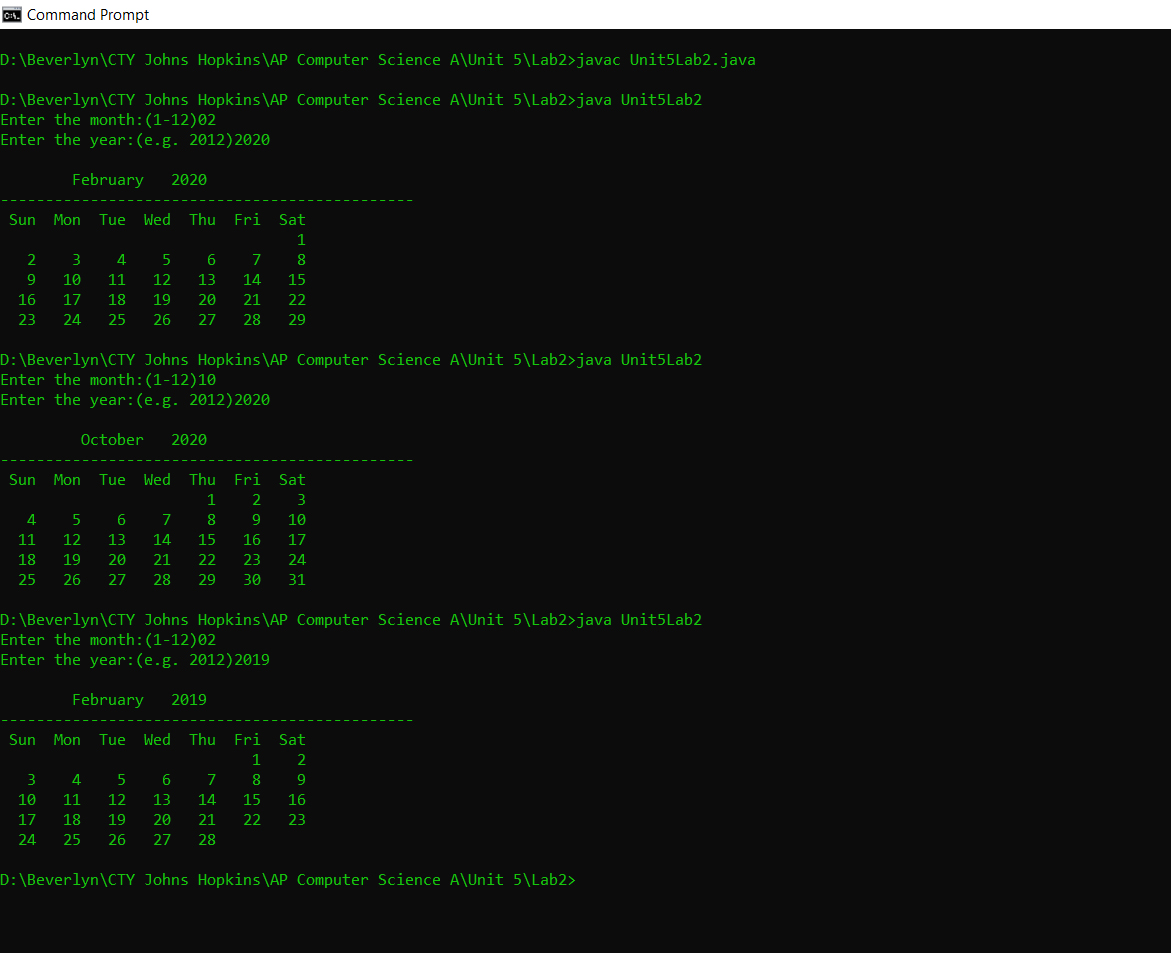 Command Prompt
D:\Beverlyn\CTY Johns Hopkins\AP Computer Science A\Unit 5\Lab2>javac Unit5Lab2.java
D:\Beverlyn\CTY Johns Hopkins\AP Computer Science A\Unit 5\Lab2>java Unit5Lab2
Enter the month:(1-12)02
Enter the year:(e.g. 2012)2020
        February   2020
----------------------------------------------
 Sun  Mon  Tue  Wed  Thu  Fri  Sat
                                 1
   2    3    4    5    6    7    8
   9   10   11   12   13   14   15
  16   17   18   19   20   21   22
  23   24   25   26   27   28   29
D:\Beverlyn\CTY Johns Hopkins\AP Computer Science A\Unit 5\Lab2>java Unit5Lab2
Enter the month:(1-12)10
Enter the year:(e.g. 2012)2020
         October   2020
----------------------------------------------
 Sun  Mon  Tue  Wed  Thu  Fri  Sat
                       1    2    3
   4    5    6    7    8    9   10
  11   12   13   14   15   16   17
  18   19   20   21   22   23   24
  25   26   27   28   29   30   31
D:\Beverlyn\CTY Johns Hopkins\AP Computer Science A\Unit 5\Lab2>java Unit5Lab2
Enter the month:(1-12)02
Enter the year:(e.g. 2012)2019
        February   2019
----------------------------------------------
 Sun  Mon  Tue  Wed  Thu  Fri  Sat
                            1    2
   3    4    5    6    7    8    9
  10   11   12   13   14   15   16
  17   18   19   20   21   22   23
  24   25   26   27   28
D:\Beverlyn\CTY Johns Hopkins\AP Computer Science A\Unit 5\Lab2>